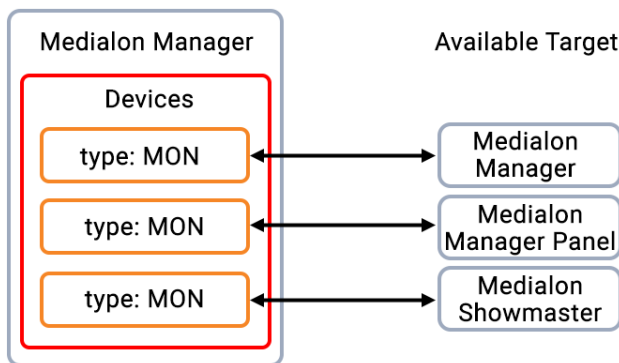 Medialon Manager
Available Target
Devices
type: MON
Medialon
Manager
type: MON
Medialon
Manager Panel
type: MON
Medialon
Showmaster